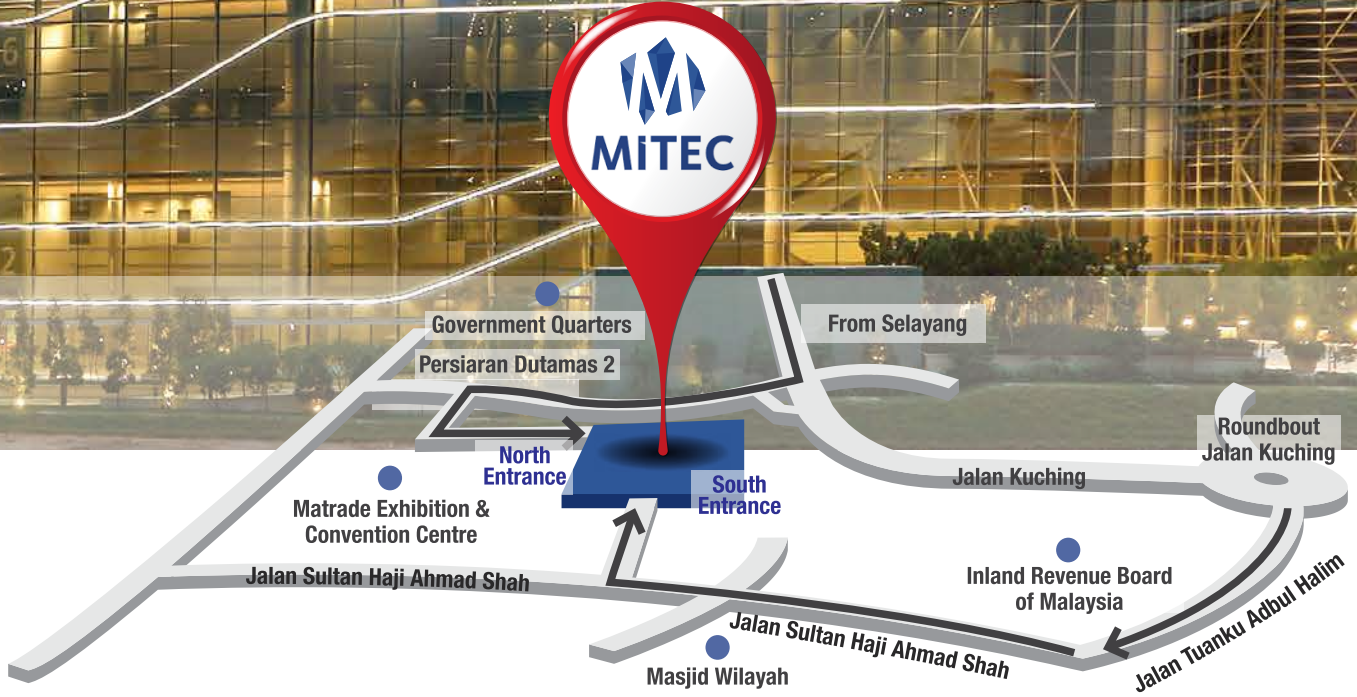 6
2
MiTEC
Government Quarters
From Selayang
Persiaran Dutamas 2
North
Entrance
South
Entrance
Roundbout
Jalan Kuching
Jalan Kuching
Matrade Exhibition &
Convention Centre
Inland Revenue Board
of Malaysia
Jalan Sultan Haji Ahmad Shah
Jalan Sultan Haji Ahmad Shah
Jalan Tuanku Adbul Halim
Masjid Wilayah